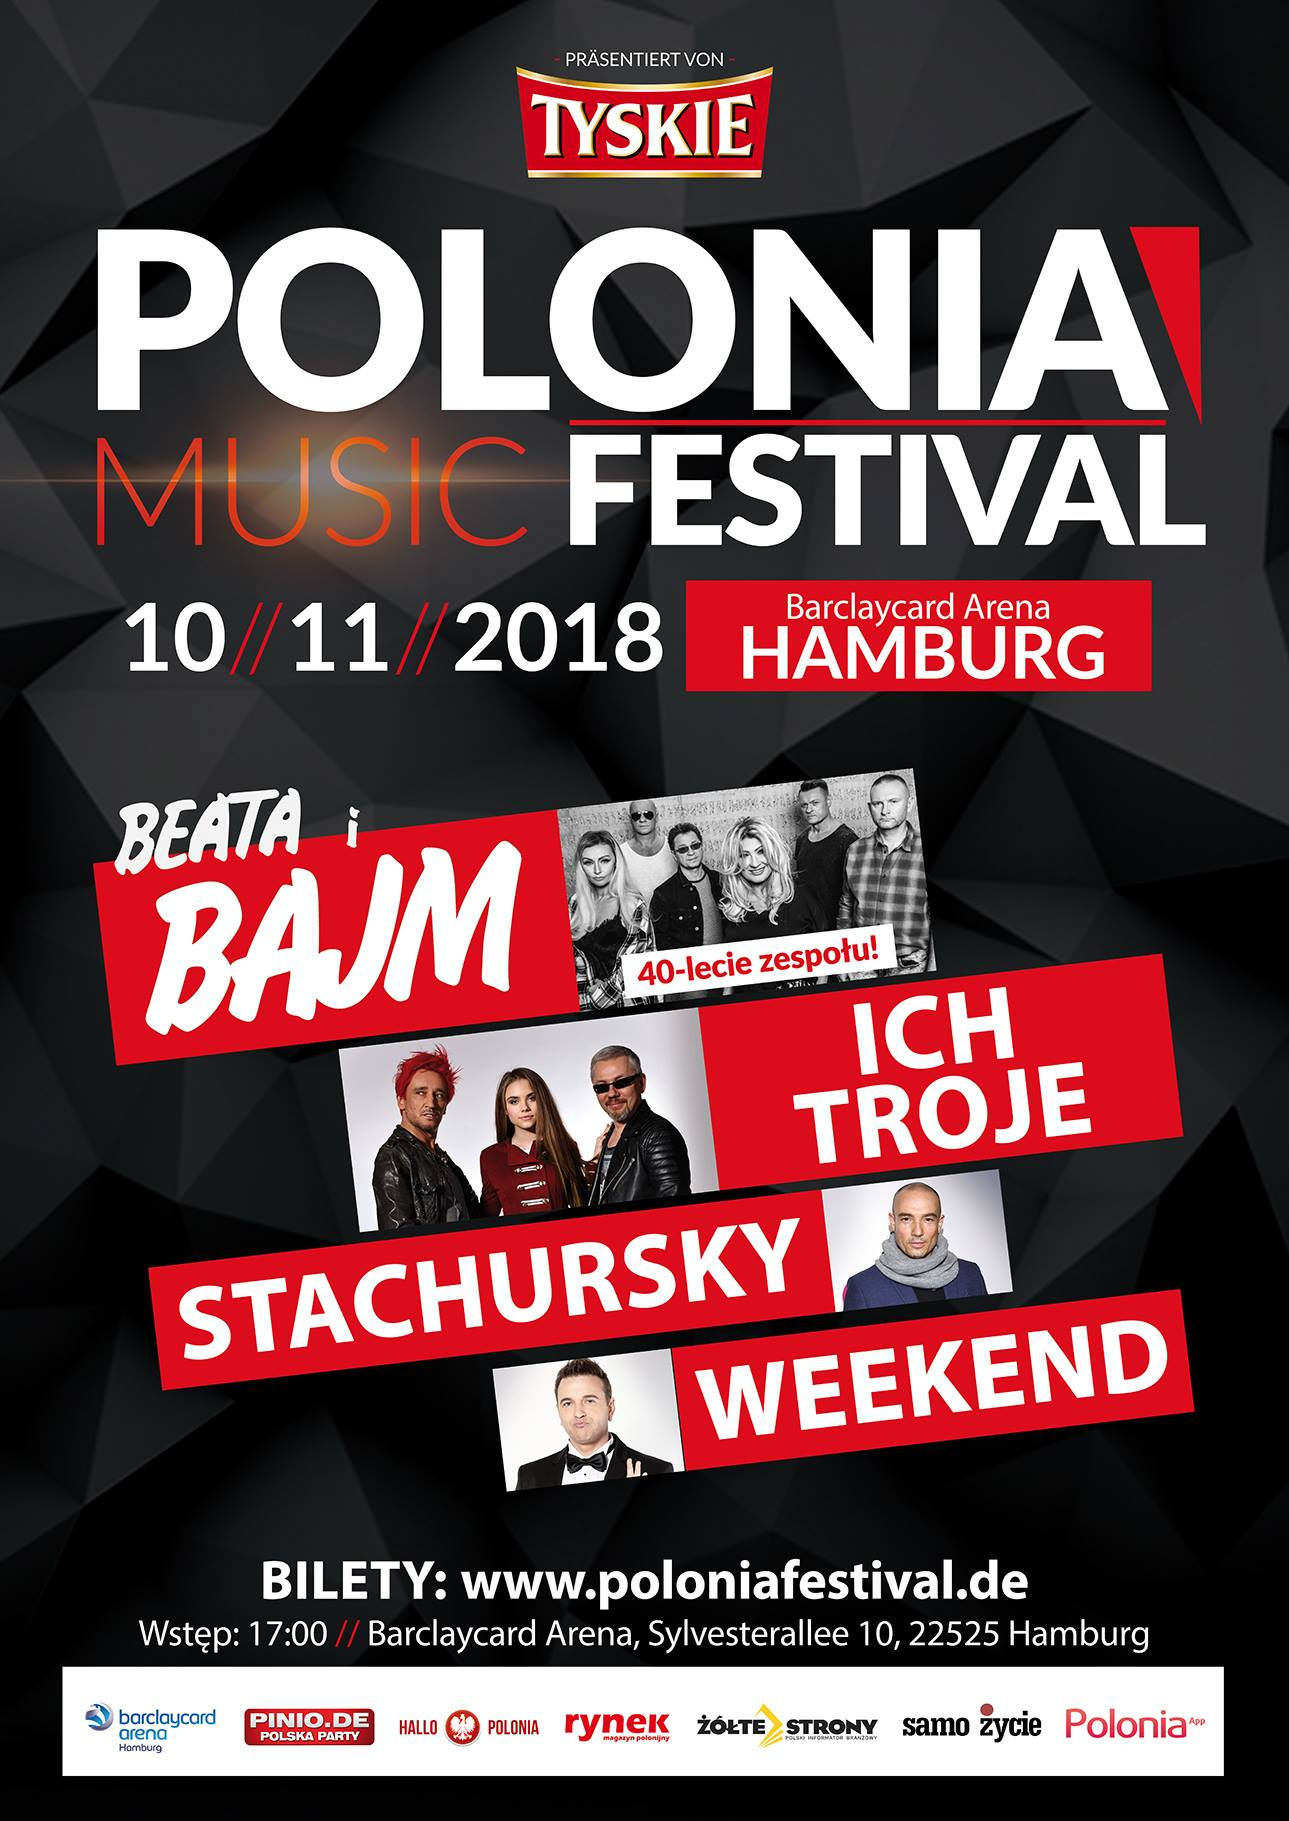 - PRÄSENTIERT VON -
TYSKIE
POLONIA
MUSIC FESTIVAL
10//11//2018
Barclaycard Arena
HAMBURG
BEATA i
BAJM
40-lecie zespołu!
ICH
TROJE
STACHURSKY
WEEKEND
BILETY: www.poloniafestival.de
Wstęp: 17:00 // Barclaycard Arena, Sylvesterallee 10, 22525 Hamburg
barclaycard
arena
Hamburg
PINIO.DE
POLSKA PARTY
HALLO POLONIA
rynek
magazyn polonijny
ŻÓŁTE STRONY
POLSKI INFORMATOR BRANŻOWY
samo życie
Polonia App